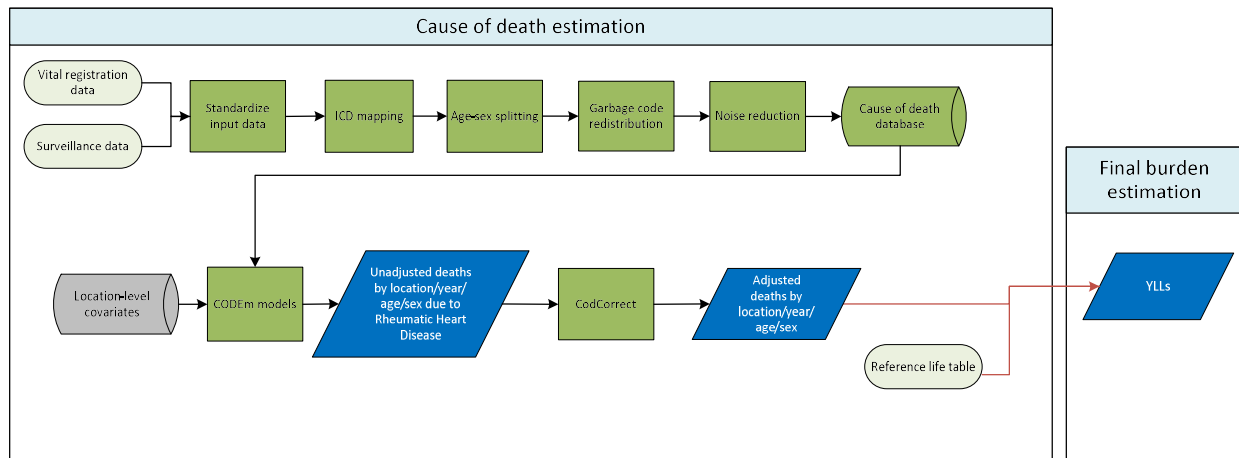 Cause of death estimation
Vital registration
data
Surveillance data
Standardize
input data
ICD mapping
Age-sex splitting
Garbage code
redistribution
Noise reduction
Cause of death
database
Final burden
estimation
Location-level
covariates
CODEm models
Unadjusted deaths
by location/year/
age/sex due to
Rheumatic Heart
Disease
CodCorrect
Adjusted
deaths by
location/year/
age/sex
YLLs
Reference life table